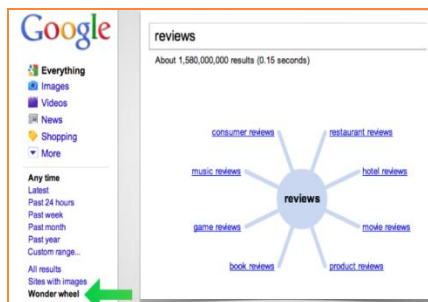 Google
Everything
Images
Videos
News
Shopping
More
Any time
Latest
Past 24 hours
Past week
Past month
Past year
Custom range...
All results
Sites with images
Wonder wheel
reviews
About 1,580,000,000 results (0.15 seconds)
consumer reviews
restaurant reviews
music reviews
hotel reviews
reviews
game reviews
movie reviews
book reviews
product reviews